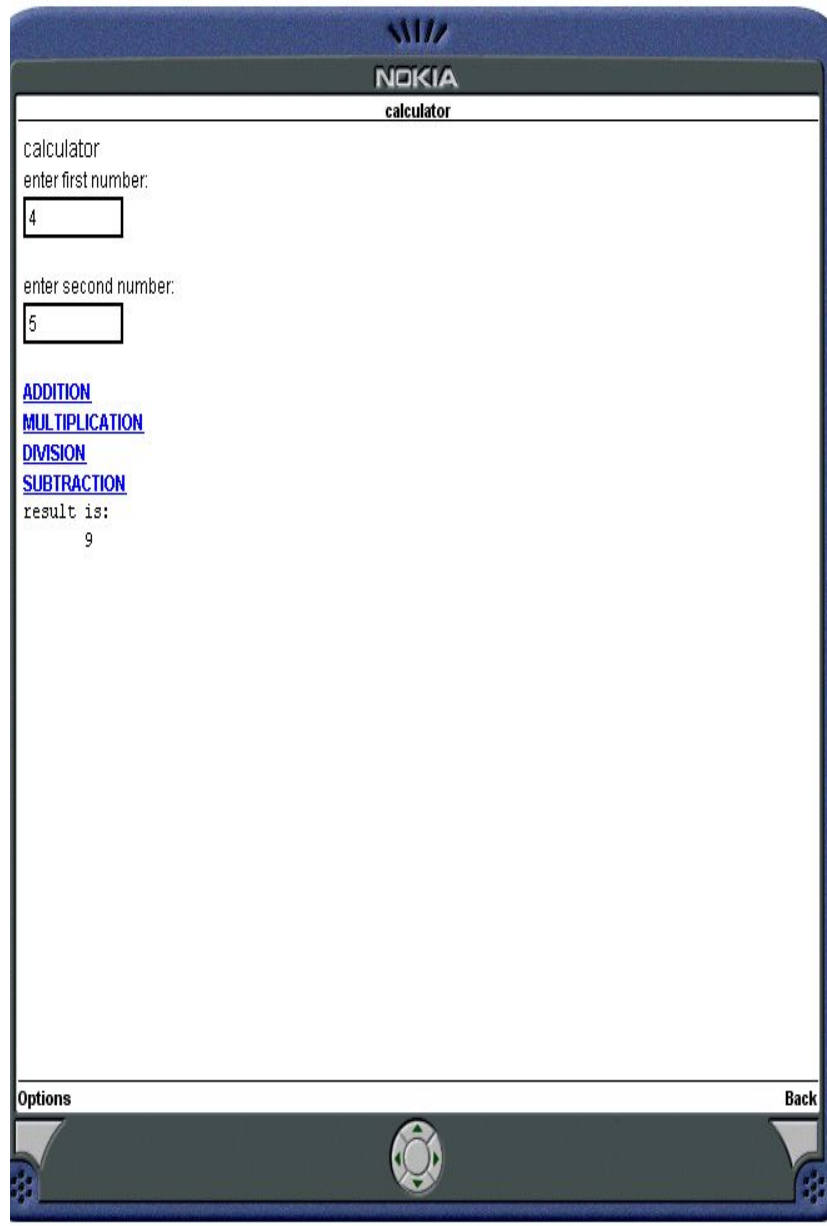 NOKIA
calculator
calculator
enter first number:
4
enter second number:
5
ADDITION
MULTIPLICATION
DIVISION
SUBTRACTION
result is:
9
Options Back